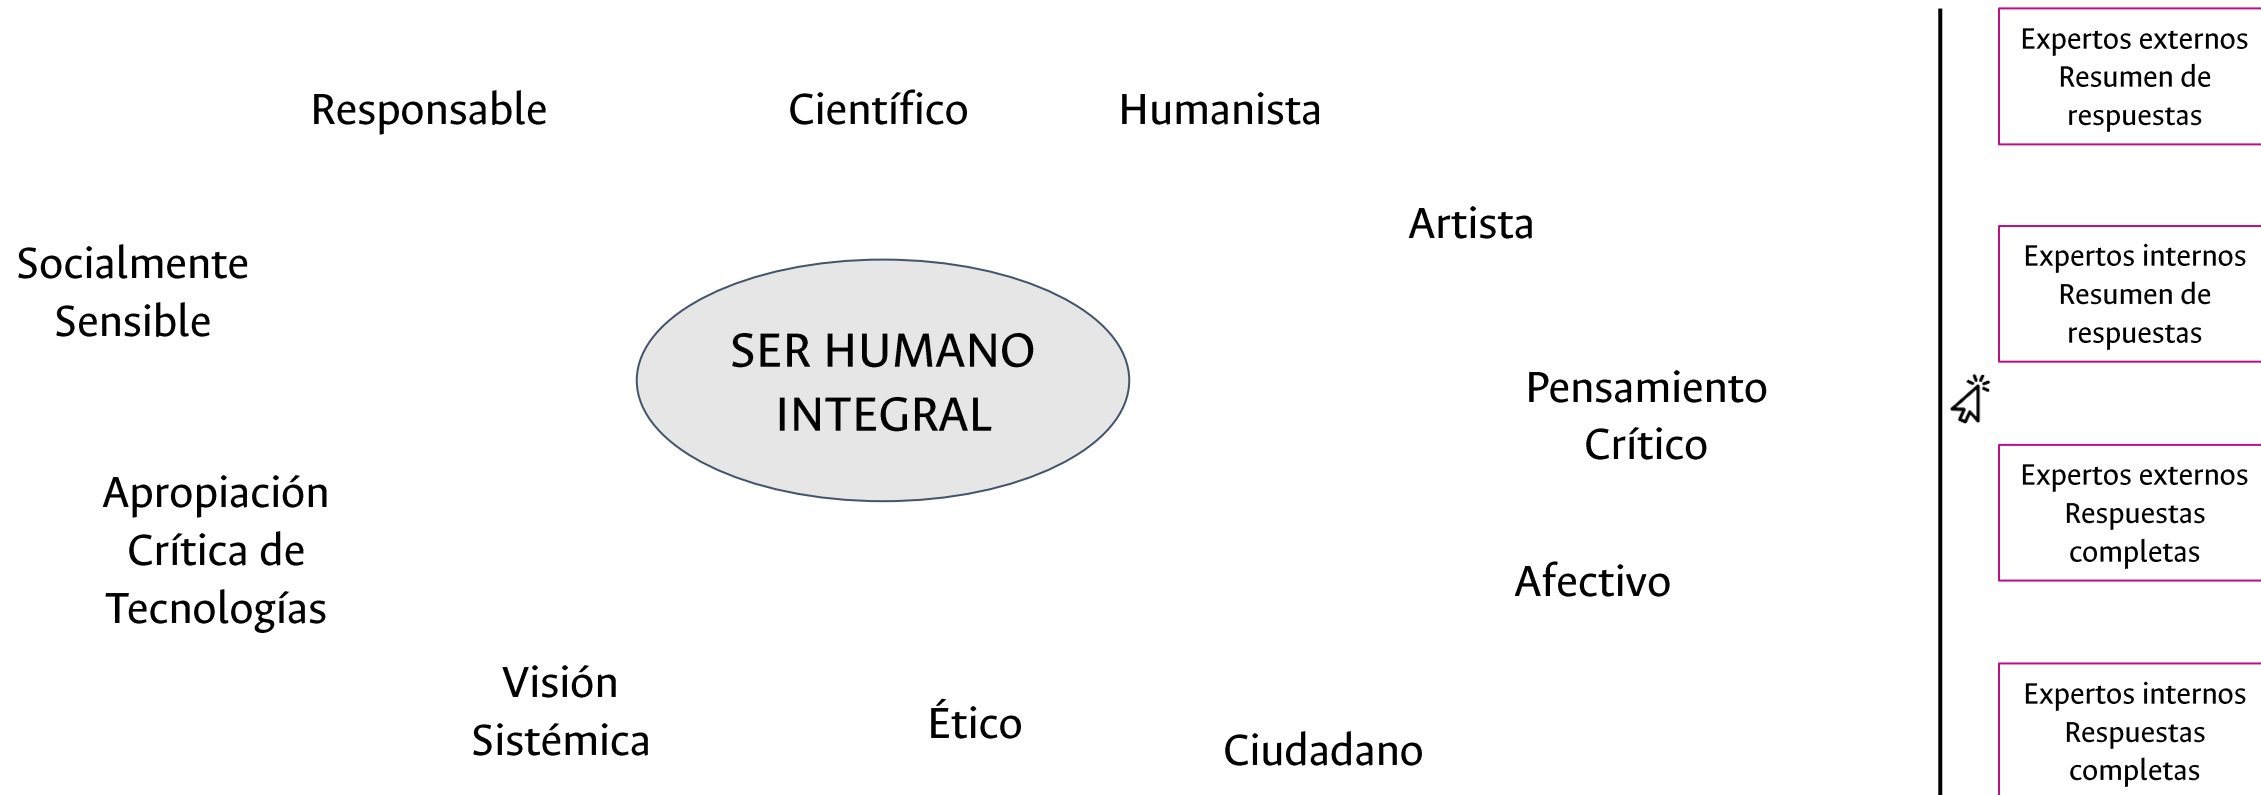 Responsable
Científico
Humanista
Artista
Socialmente
Sensible
SER HUMANO
INTEGRAL
Pensamiento
Crítico
Apropiación
Crítica de
Tecnologías
Afectivo
Visión
Sistémica
Ético
Ciudadano
Expertos externos
Resumen de
respuestas
Expertos internos
Resumen de
respuestas
Expertos externos
Respuestas
completas
Expertos internos
Respuestas
completas